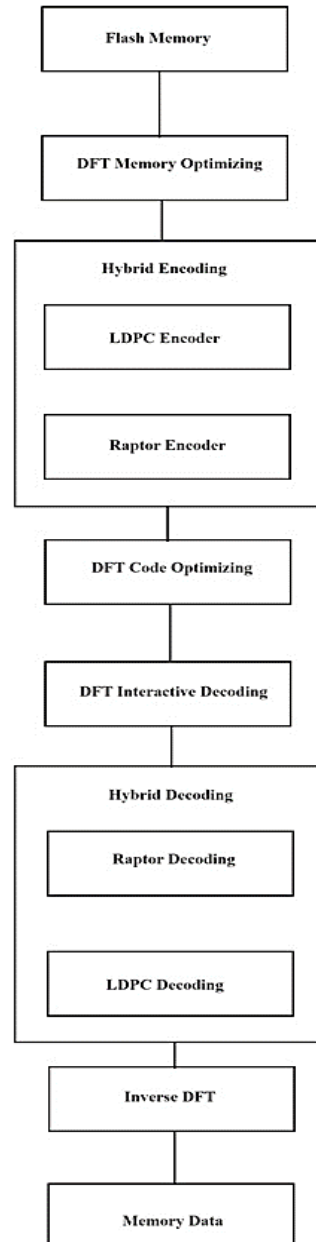 Flash Memory
DFT Memory Optimizing
Hybrid Encoding
LDPC Encoder
Raptor Encoder
DFT Code Optimizing
DFT Interactive Decoding
Hybrid Decoding
Raptor Decoding
LDPC Decoding
Inverse DFT
Memory Data